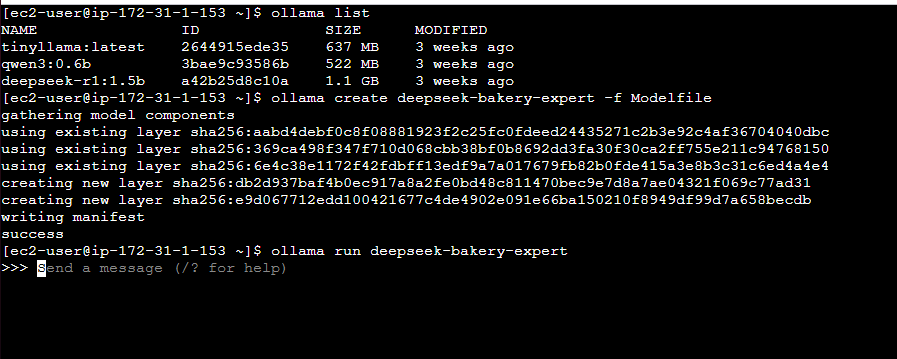 [ec2-user@ip-172-31-1-153 ~]$ ollama list
NAME ID SIZE MODIFIED
tinyllama:latest 2644915ede35 637 MB 3 weeks ago
qwen3:0.6b 3bae9c93586b 522 MB 3 weeks ago
deepseek-r1:1.5b a42b25d8c10a 1.1 GB 3 weeks ago
[ec2-user@ip-172-31-1-153 ~]$ ollama create deepseek-bakery-expert -f Modelfile
gathering model components
using existing layer sha256:aabd4debf0c8f08881923f2c25fc0fdeed24435271c2b3e92c4af36704040dbc
using existing layer sha256:369ca498f347f710d068cbb38bf0b8692dd3fa30f30ca2ff755e211c94768150
using existing layer sha256:6e4c38e1172f42fdbff13edf9a7a017679fb82b0fde415a3e8b3c31c6ed4a4e4
creating new layer sha256:db2d937baf4b0ec917a8a2fe0bd48c811470bec9e7d8a7ae04321f069c77ad31
creating new layer sha256:e9d067712edd100421677c4de4902e091e66ba150210f8949df99d7a658becdb
writing manifest
success
[ec2-user@ip-172-31-1-153 ~]$ ollama run deepseek-bakery-expert
>>> Send a message (/? for help)